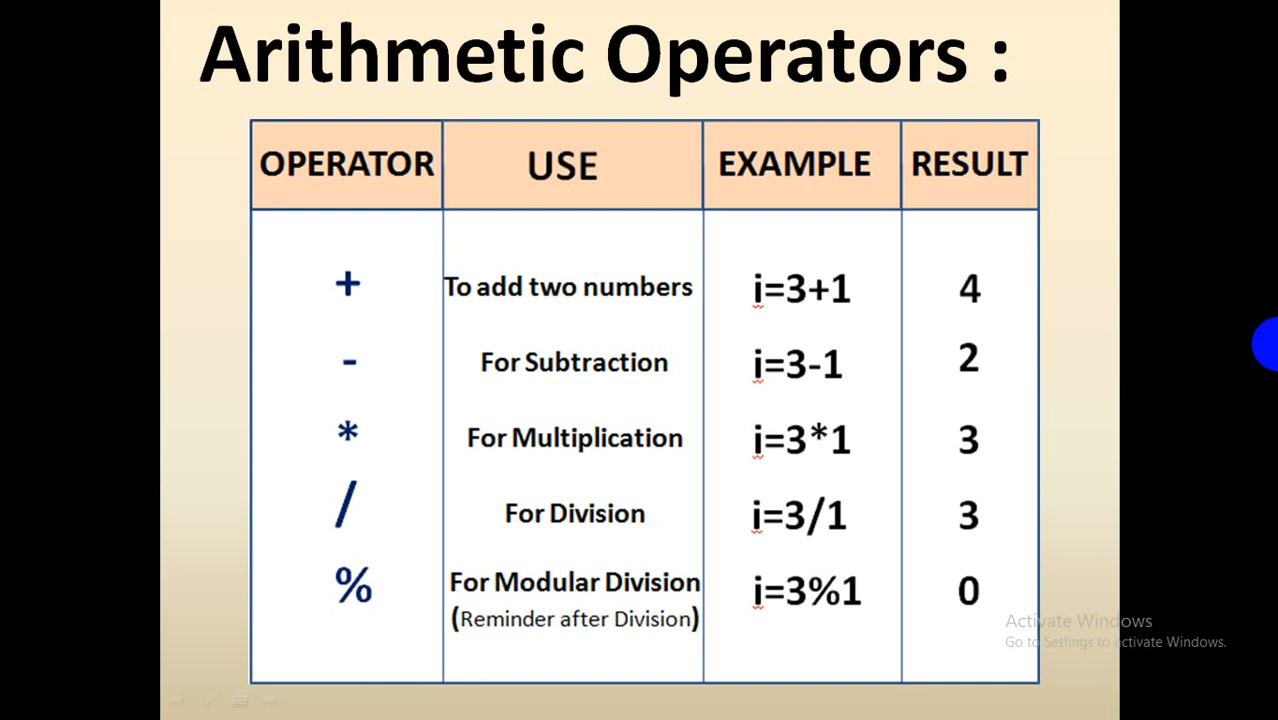 Arithmetic Operators :
OPERATOR USE EXAMPLE RESULT
+ To add two numbers i=3+1 4
- For Subtraction i=3-1 2
* For Multiplication i=3*1 3
/ For Division i=3/1 3
% For Modular Division i=3%1 0
(Reminder after Division)
Activate Windows
Go to Settings to activate Windows.